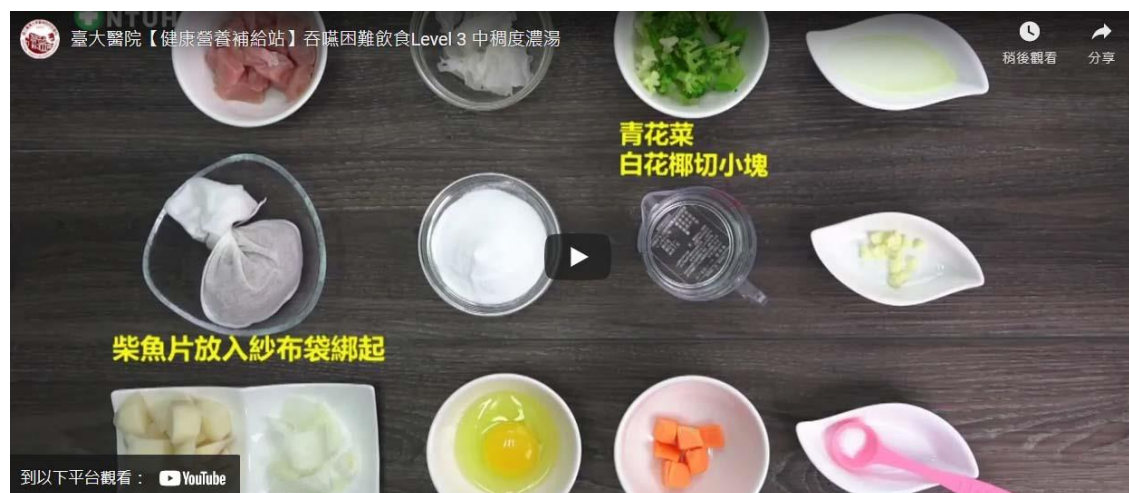 NTUH
臺大醫院【健康營養補給站】吞嚥困難飲食Level 3 中稠度濃湯
稍後觀看
分享
青花菜
白花椰切小塊
柴魚片放入紗布袋綁起
到以下平台觀看：
YouTube